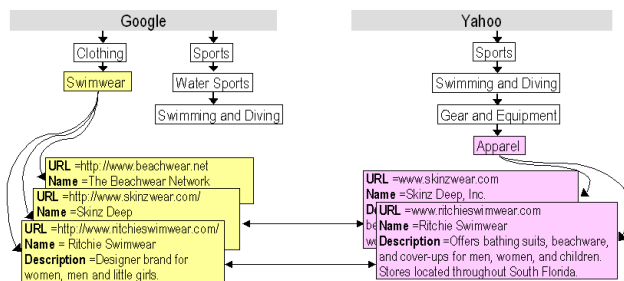 Google
Yahoo
Clothing
Sports
Sports
Swimwear
Water Sports
Swimming and Diving
Swimming and Diving
Gear and Equipment
Apparel
URL =http://www.beachwear.net
Name =The Beachwear Network
URL =http://www.skinzwear.com/
Name =Skinz Deep
URL =http://www.ritchieswimwear.com/
Name = Ritchie Swimwear
Description =Designer brand for
women, men and little girls.
URL =www.skinzwear.com
Name =Skinz Deep, Inc.
De
be
URL =www.ritchieswimwear.com
Name =Ritchie Swimwear
Description =Offers bathing suits, beachware,
and cover-ups for men, women, and children.
Stores located throughout South Florida.